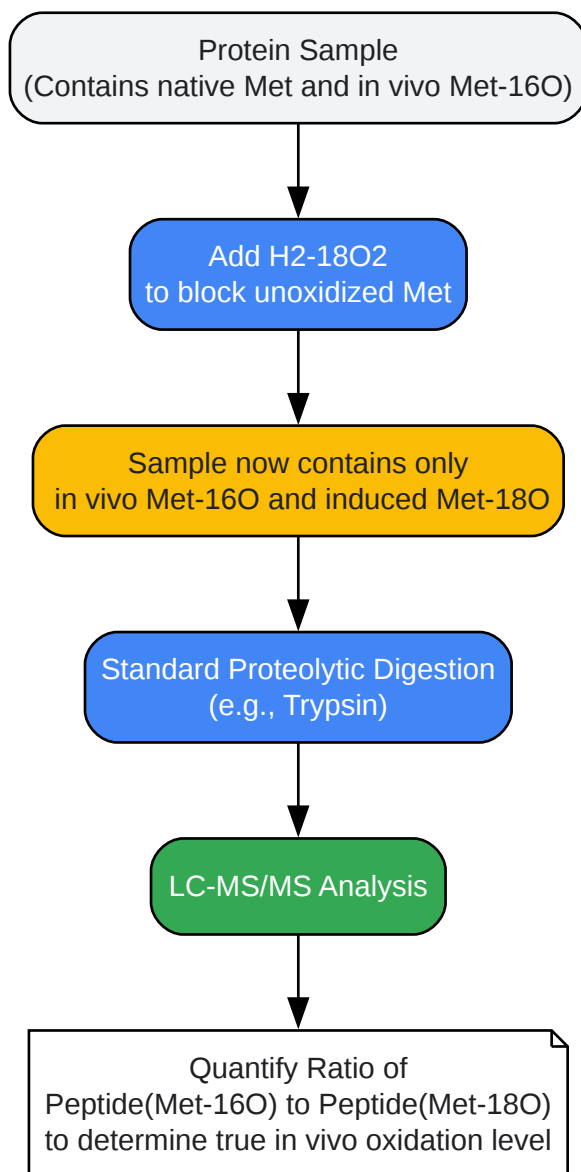 Protein Sample
(Contains native Met and in vivo Met-16O)
Add H2-18O2
to block unoxidized Met
Sample now contains only
in vivo Met-16O and induced Met-18O
Standard Proteolytic Digestion
(e.g., Trypsin)
LC-MS/MS Analysis
Quantify Ratio of
Peptide(Met-16O) to Peptide(Met-18O)
to determine true in vivo oxidation level